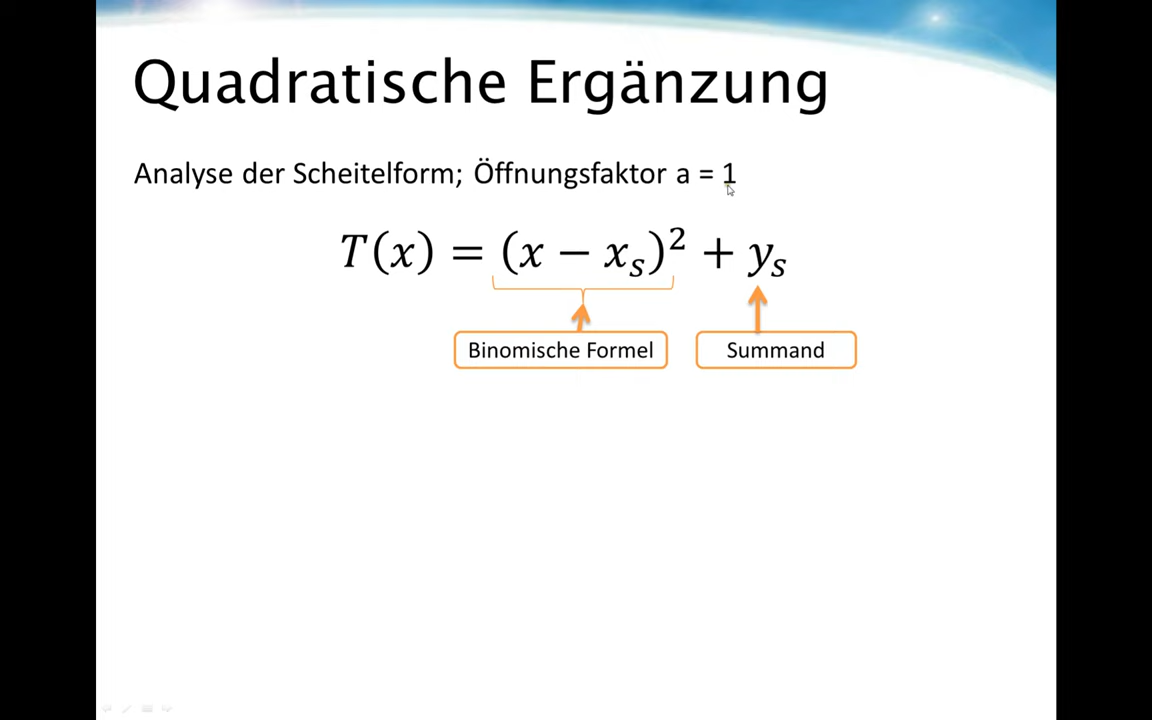 Quadratische Ergänzung
Analyse der Scheitelform; Öffnungsfaktor a = 1
T(x) = (x − xₛ)² + yₛ
Binomische Formel
Summand